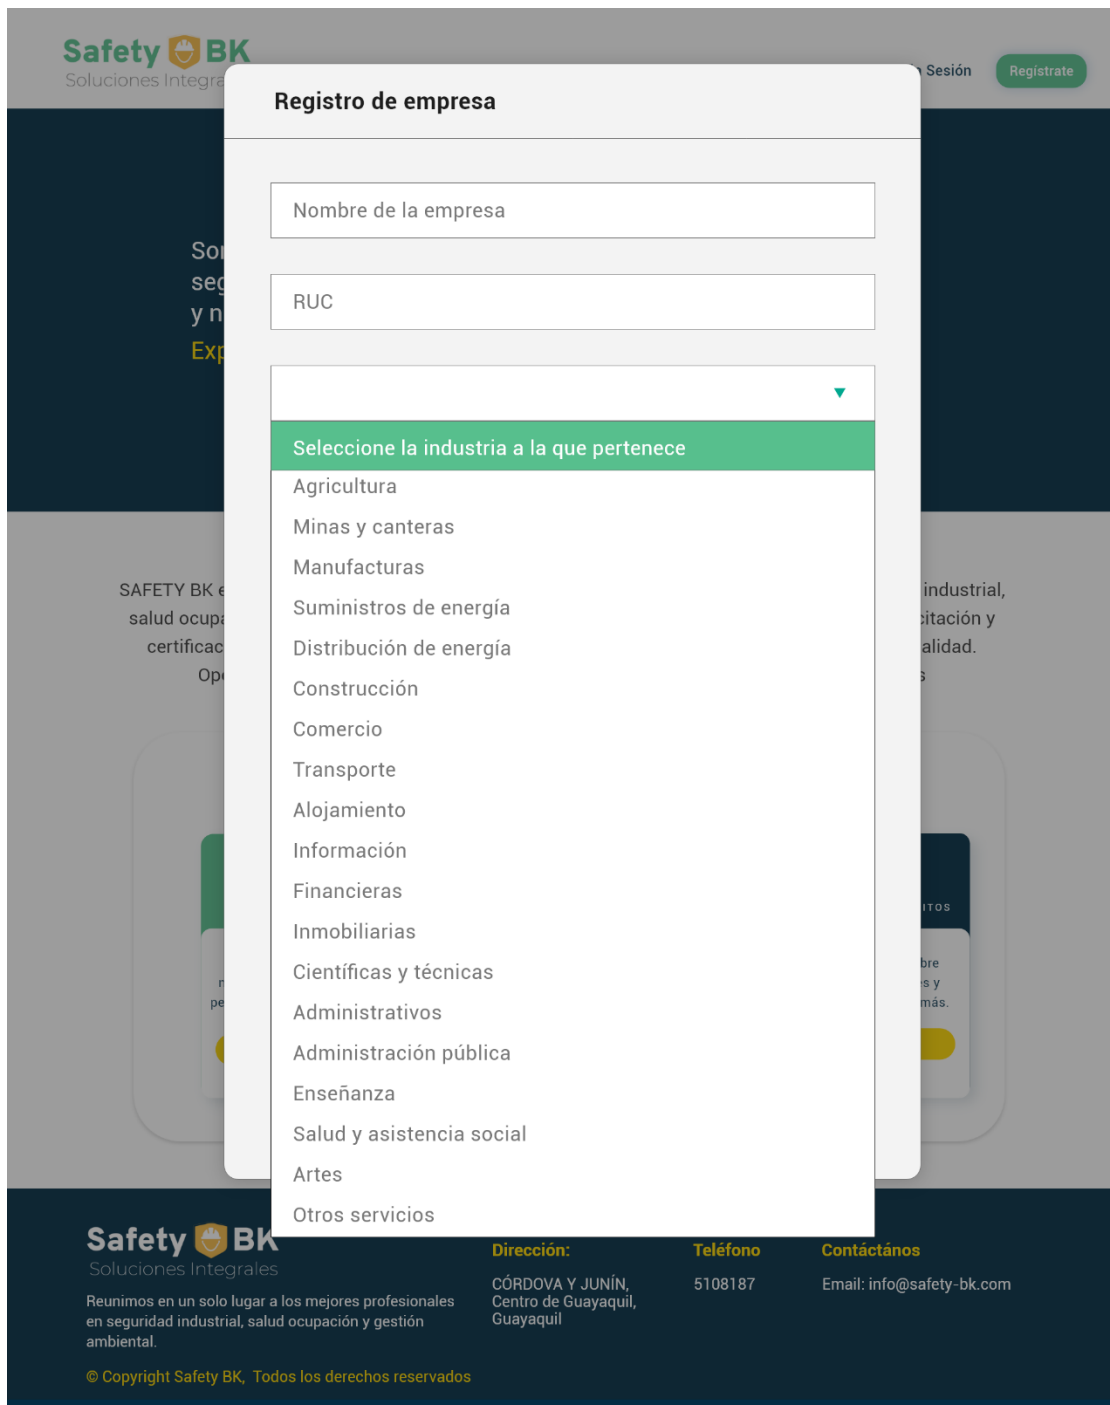 Safety BK
Soluciones Integra
Sesión
Regístrate
Registro de empresa
Nombre de la empresa
RUC
Seleccione la industria a la que pertenece
Agricultura
Minas y canteras
Manufacturas
Suministros de energía
Distribución de energía
Construcción
Comercio
Transporte
Alojamiento
Información
Financieras
Inmobiliarias
Científicas y técnicas
Administrativos
Administración pública
Enseñanza
Salud y asistencia social
Artes
Otros servicios
y n
SAFETY BK e
industrial,
salud ocupa
citación y
certificac
alidad.
ITOS
y
más.
Safety BK
Soluciones Integrales
Reunimos en un solo lugar a los mejores profesionales
en seguridad industrial, salud ocupación y gestión
ambiental.
© Copyright Safety BK, Todos los derechos reservados
Dirección:
CÓRDOVA Y JUNÍN,
Centro de Guayaquil,
Guayaquil
Teléfono
5108187
Contáctános
Email: info@safety-bk.com